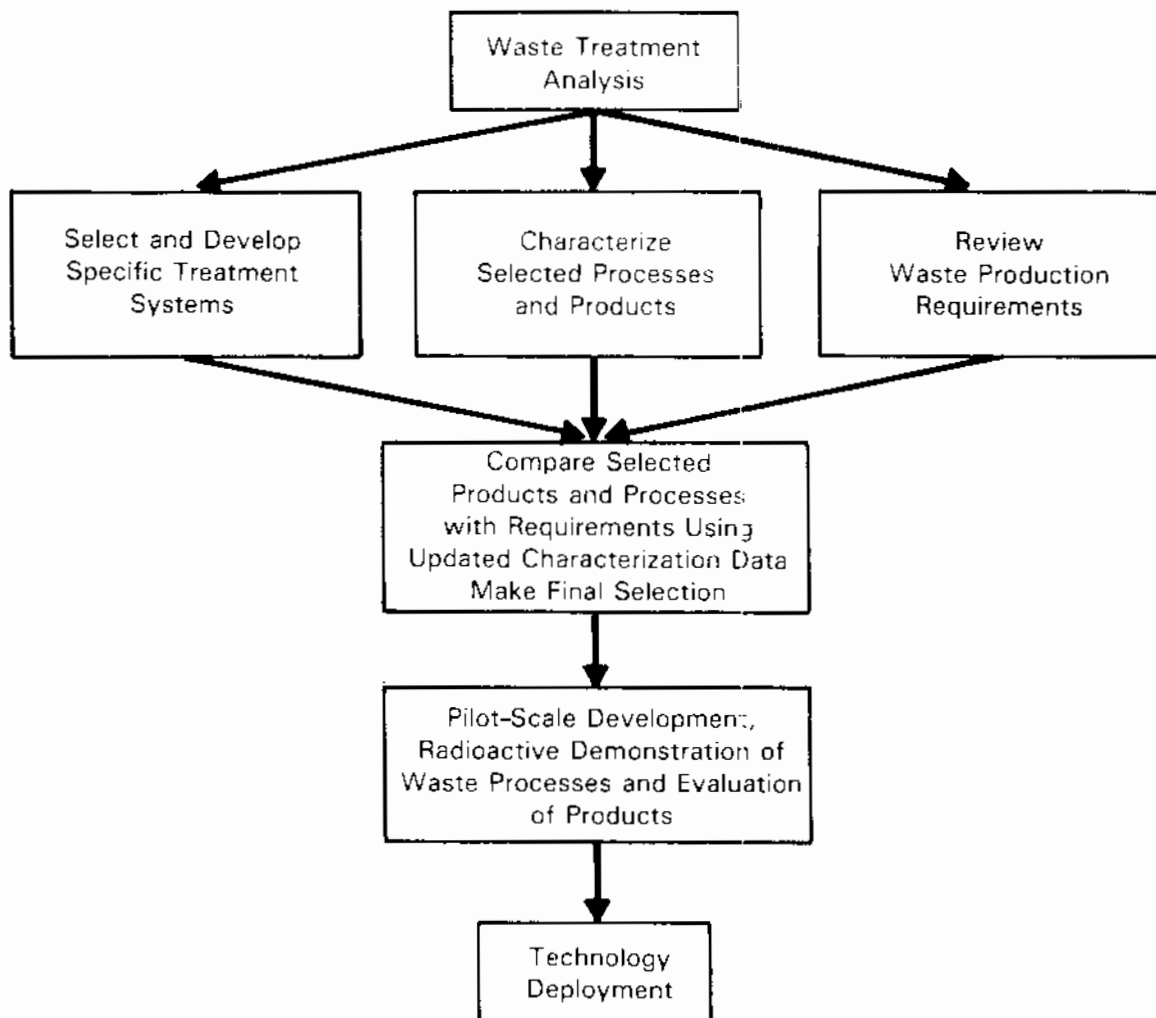 Waste Treatment
Analysis
Select and Develop
Specific Treatment
Systems
Characterize
Selected Processes
and Products
Review
Waste Production
Requirements
Compare Selected
Products and Processes
with Requirements Using
Updated Characterization Data
Make Final Selection
Pilot-Scale Development,
Radioactive Demonstration of
Waste Processes and Evaluation
of Products
Technology
Deployment